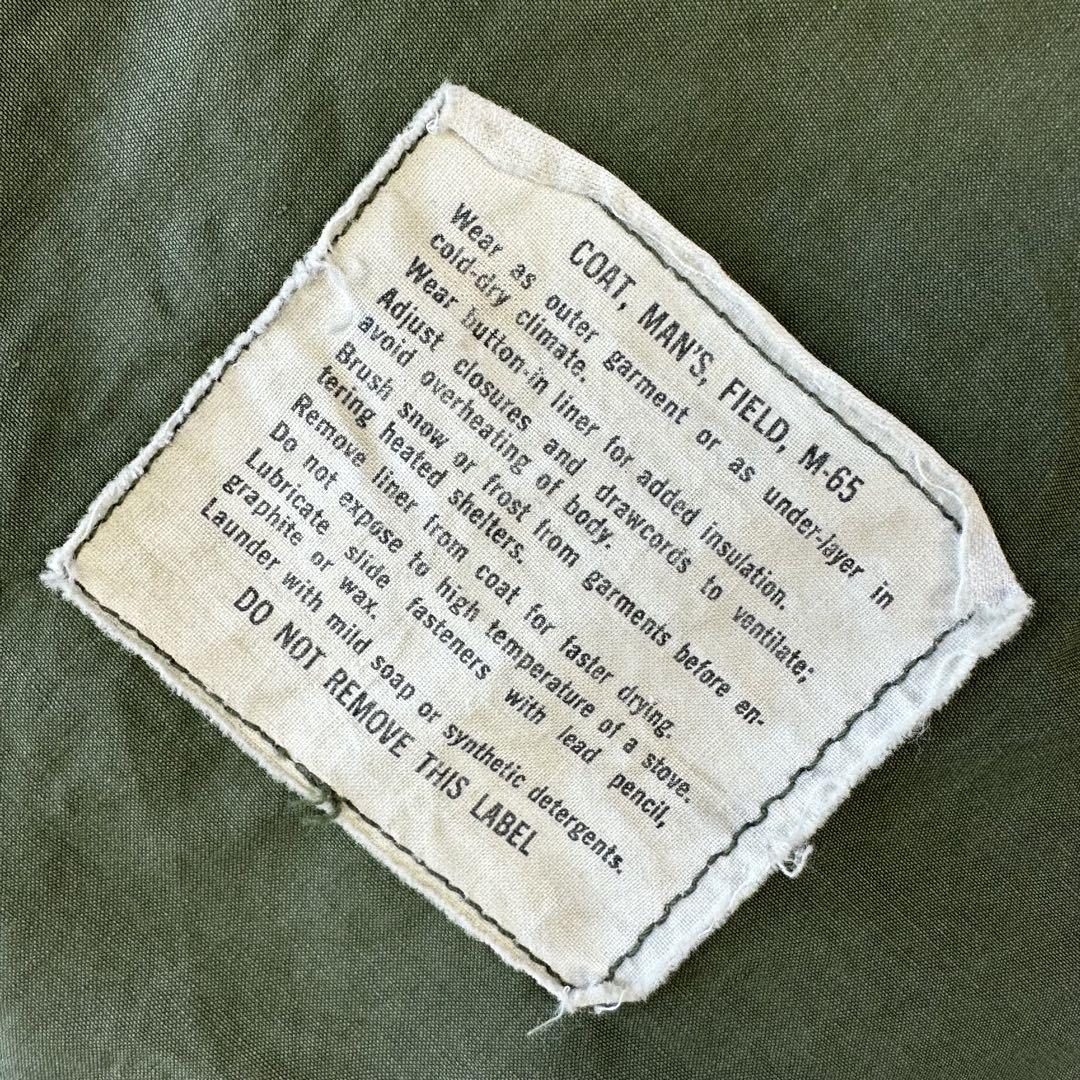 COAT, MAN'S, FIELD, M-65
Wear as outer garment or as under-layer in
cold-dry climate.
Wear button-in liner for added insulation.
Adjust closures and drawcords to ventilate;
avoid overheating of body.
Brush snow or frost from garments before en-
tering heated shelters.
Remove liner from coat for faster drying.
Do not expose to high temperature of a stove.
Lubricate slide fasteners with lead pencil,
graphite or wax.
Launder with mild soap or synthetic detergents.
DO NOT REMOVE THIS LABEL